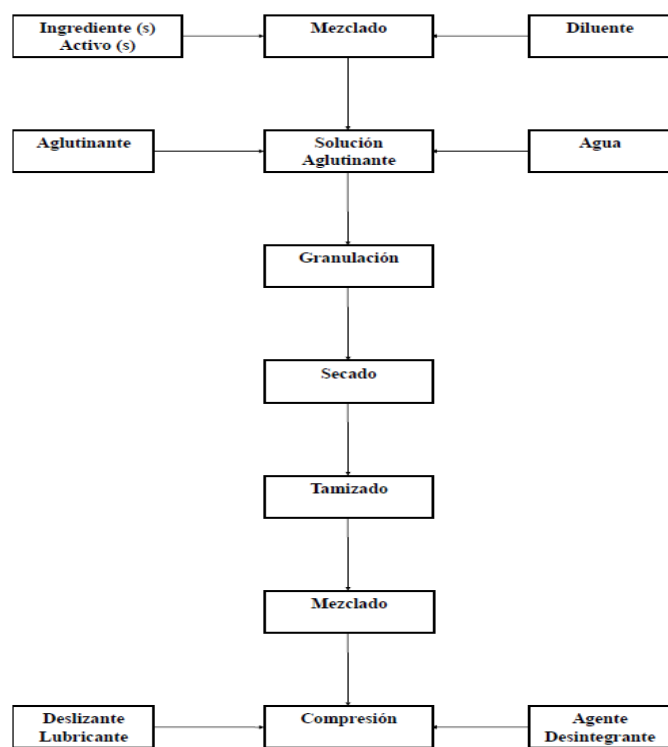 Ingrediente (s)
Activo (s)
Mezclado
Diluente
Aglutinante
Solución
Aglutinante
Agua
Granulación
Secado
Tamizado
Mezclado
Deslizante
Lubricante
Compresión
Agente
Desintegrante